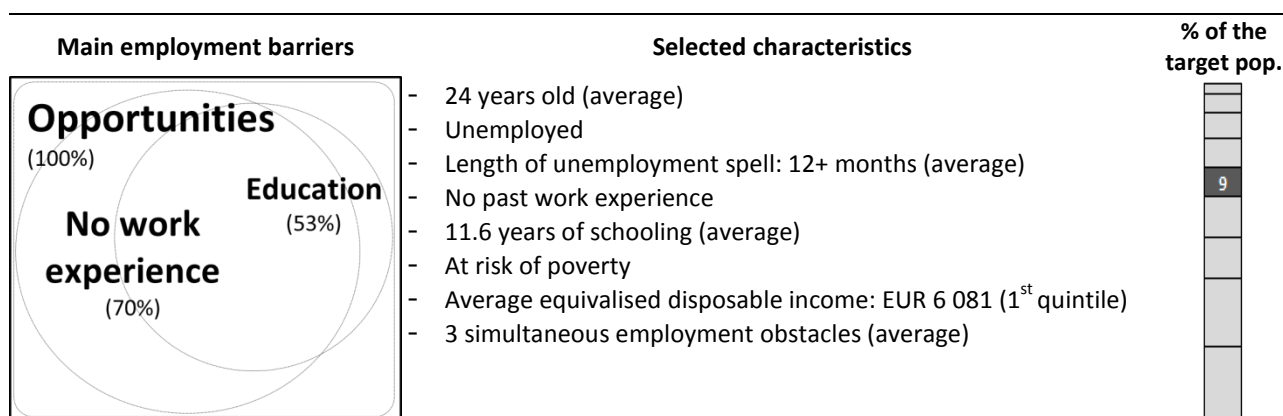 Main employment barriers
Selected characteristics
% of the
target pop.
Opportunities
(100%)
Education
(53%)
No work
experience
(70%)
- 24 years old (average)
- Unemployed
- Length of unemployment spell: 12+ months (average)
- No past work experience
- 11.6 years of schooling (average)
- At risk of poverty
- Average equivalised disposable income: EUR 6 081 (1st quintile)
- 3 simultaneous employment obstacles (average)
9